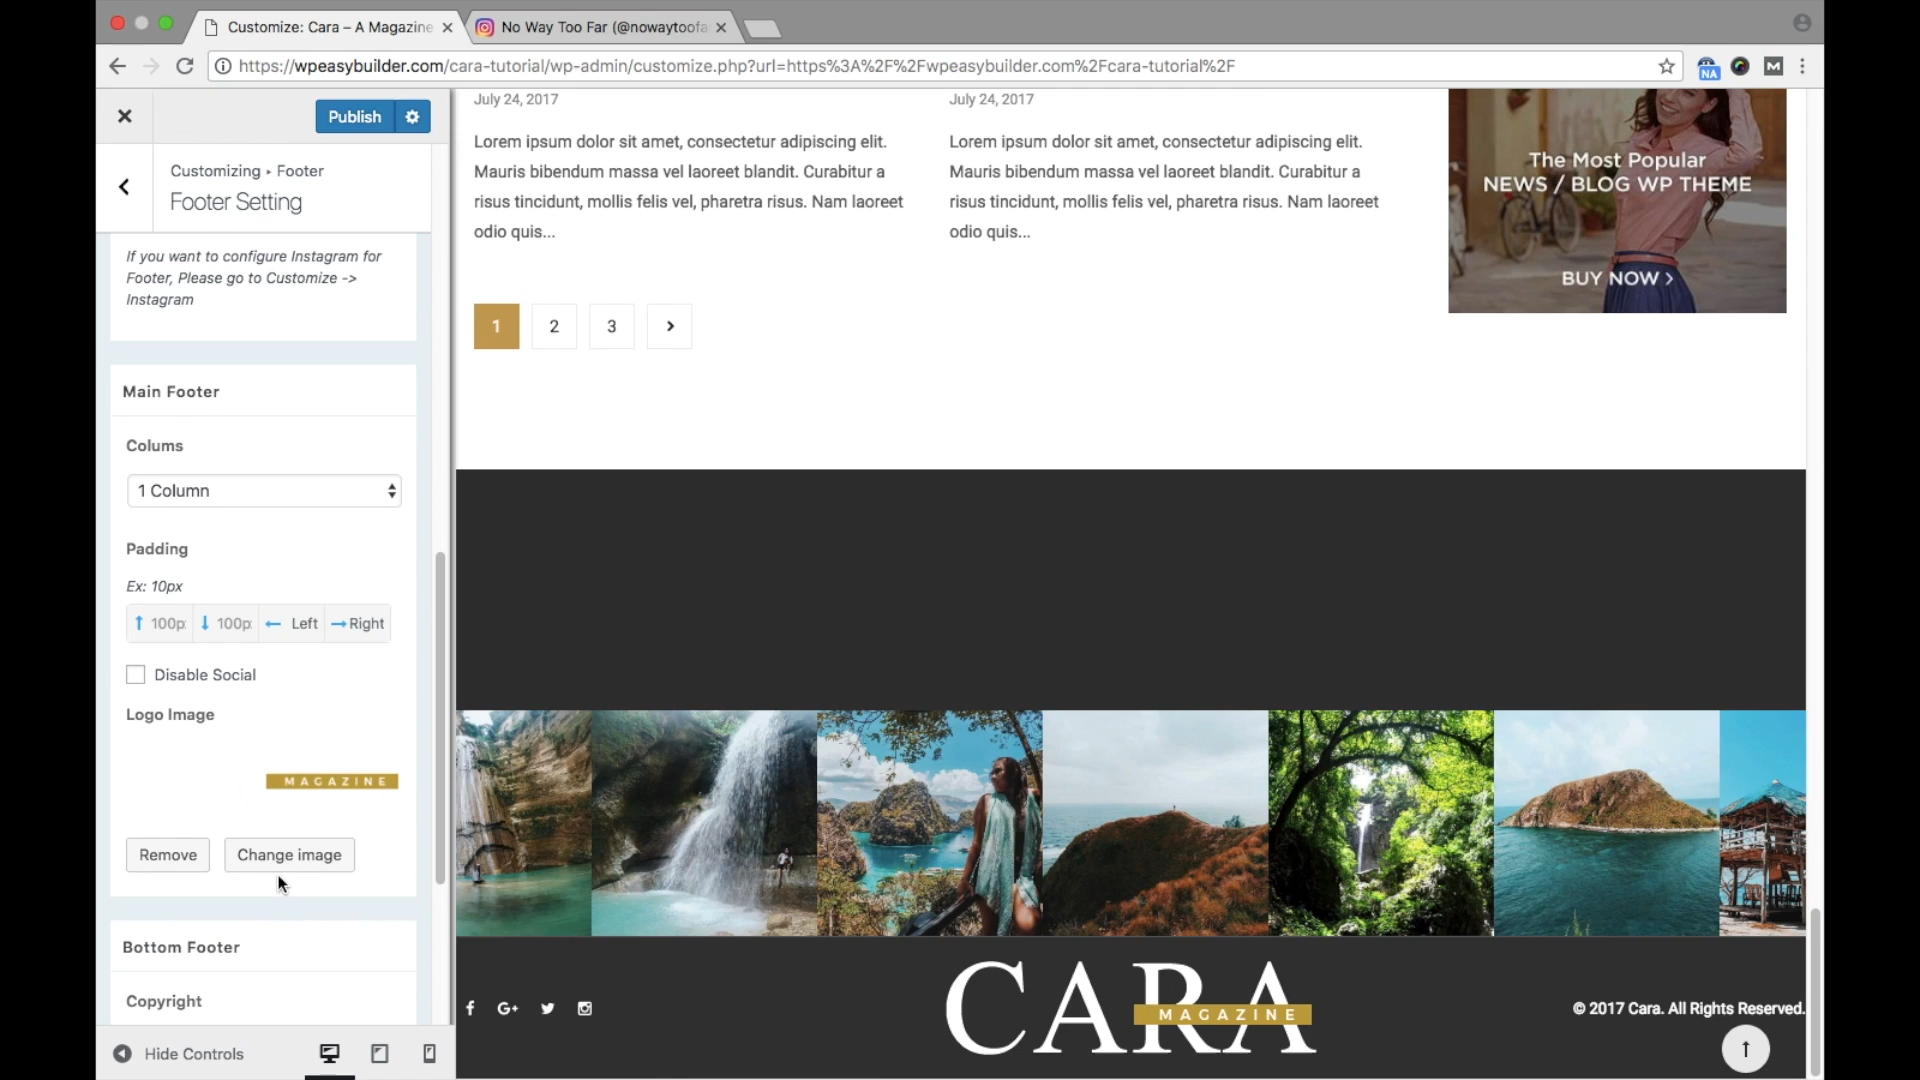 Customize: Cara – A Magazine
No Way Too Far (@nowaytoofa
https://wpeasybuilder.com/cara-tutorial/wp-admin/customize.php?url=https%3A%2F%2Fwpeasybuilder.com%2Fcara-tutorial%2F
NA
M
Publish
Customizing ▸ Footer
Footer Setting
If you want to configure Instagram for
Footer, Please go to Customize ->
Instagram
Main Footer
Colums
1 Column
Padding
Ex: 10px
100p
100p
Left
Right
Disable Social
Logo Image
MAGAZINE
Remove
Change image
Bottom Footer
Copyright
Hide Controls
July 24, 2017
Lorem ipsum dolor sit amet, consectetur adipiscing elit.
Mauris bibendum massa vel laoreet blandit. Curabitur a
risus tincidunt, mollis felis vel, pharetra risus. Nam laoreet
odio quis...
July 24, 2017
Lorem ipsum dolor sit amet, consectetur adipiscing elit.
Mauris bibendum massa vel laoreet blandit. Curabitur a
risus tincidunt, mollis felis vel, pharetra risus. Nam laoreet
odio quis...
The Most Popular
NEWS / BLOG WP THEME
BUY NOW >
1
2
3
G+
CARA
MAGAZINE
© 2017 Cara. All Rights Reserved.